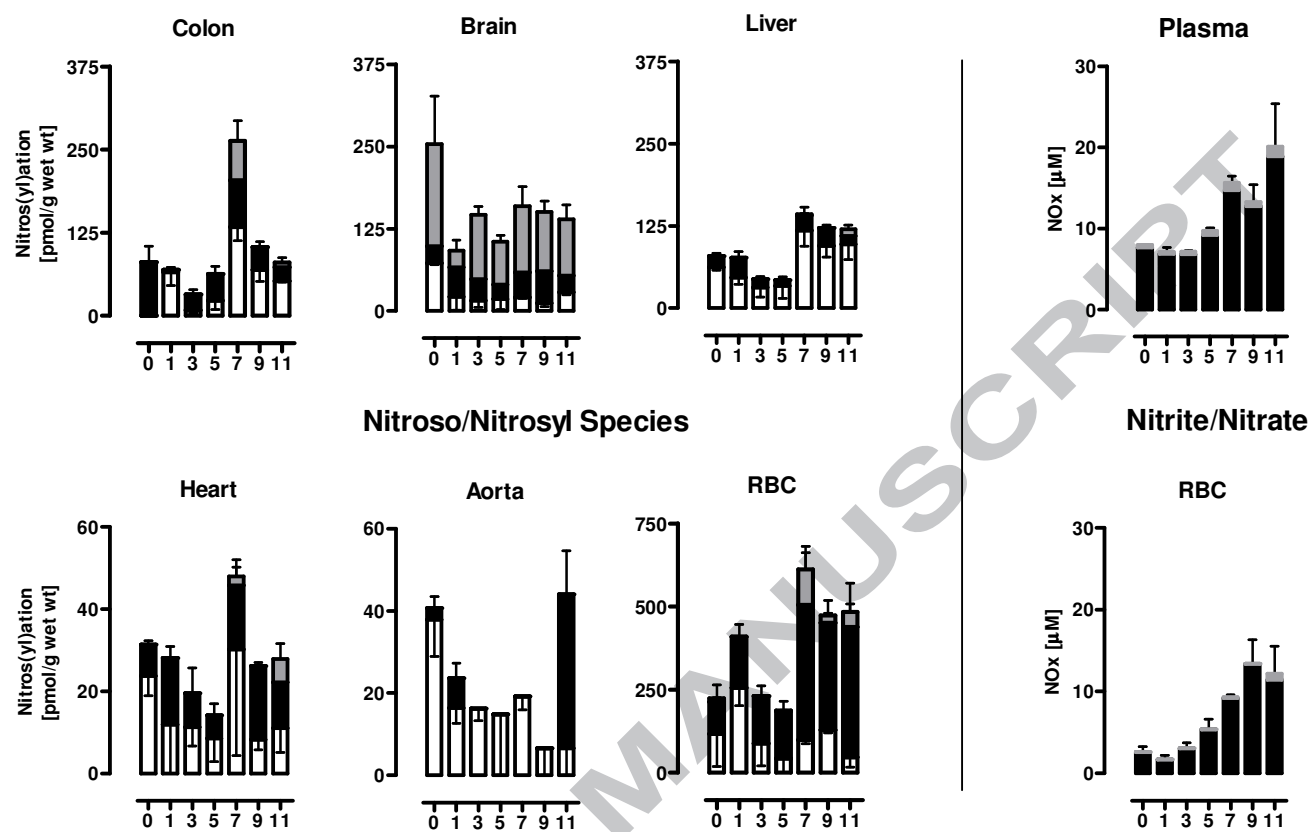 Colon
Brain
Liver
Plasma
Nitros(yl)ation
[pmol/g wet wt]
375
250
125
0
0 1 3 5 7 9 11
375
250
125
0
0 1 3 5 7 9 11
375
250
125
0
0 1 3 5 7 9 11
NOx [µM]
30
20
10
0
0 1 3 5 7 9 11
Nitroso/Nitrosyl Species
Nitrite/Nitrate
Heart
Aorta
RBC
RBC
Nitros(yl)ation
[pmol/g wet wt]
60
40
20
0
0 1 3 5 7 9 11
60
40
20
0
0 1 3 5 7 9 11
750
500
250
0
0 1 3 5 7 9 11
NOx [µM]
30
20
10
0
0 1 3 5 7 9 11
MANUSCRIPT